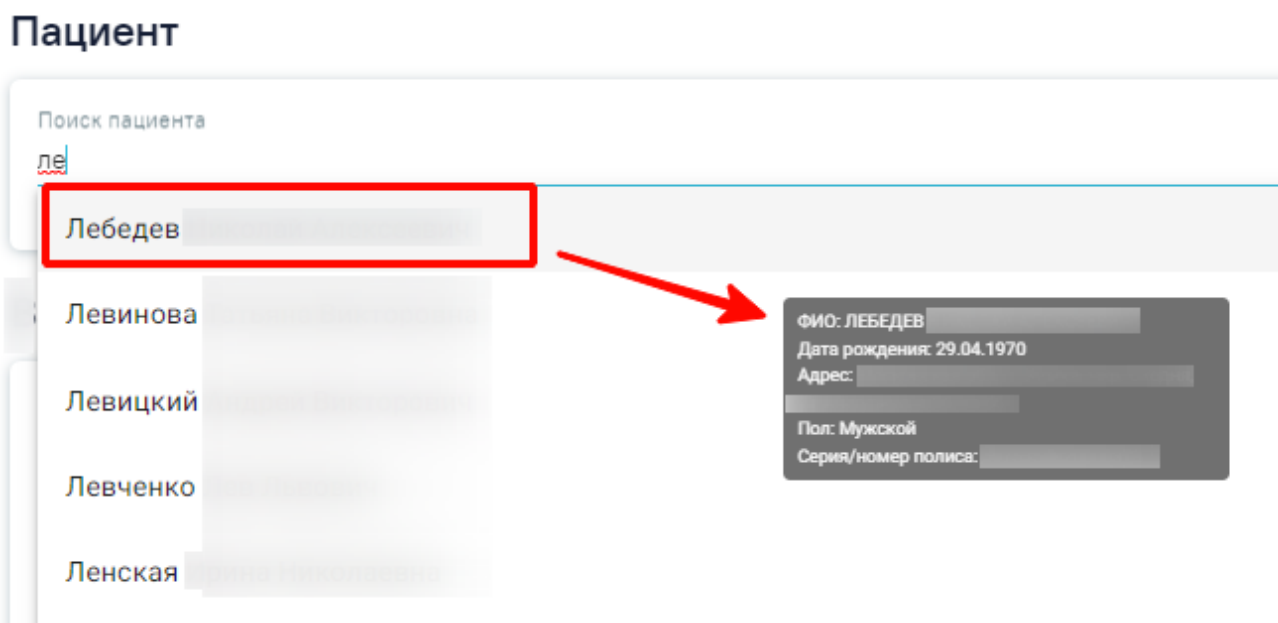 Пациент
Поиск пациента
ле
Лебедев
Левинова
Левицкий
Левченко
Ленская
ФИО: ЛЕБЕДЕВ
Дата рождения: 29.04.1970
Адрес:
Пол: Мужской
Серия/номер полиса: